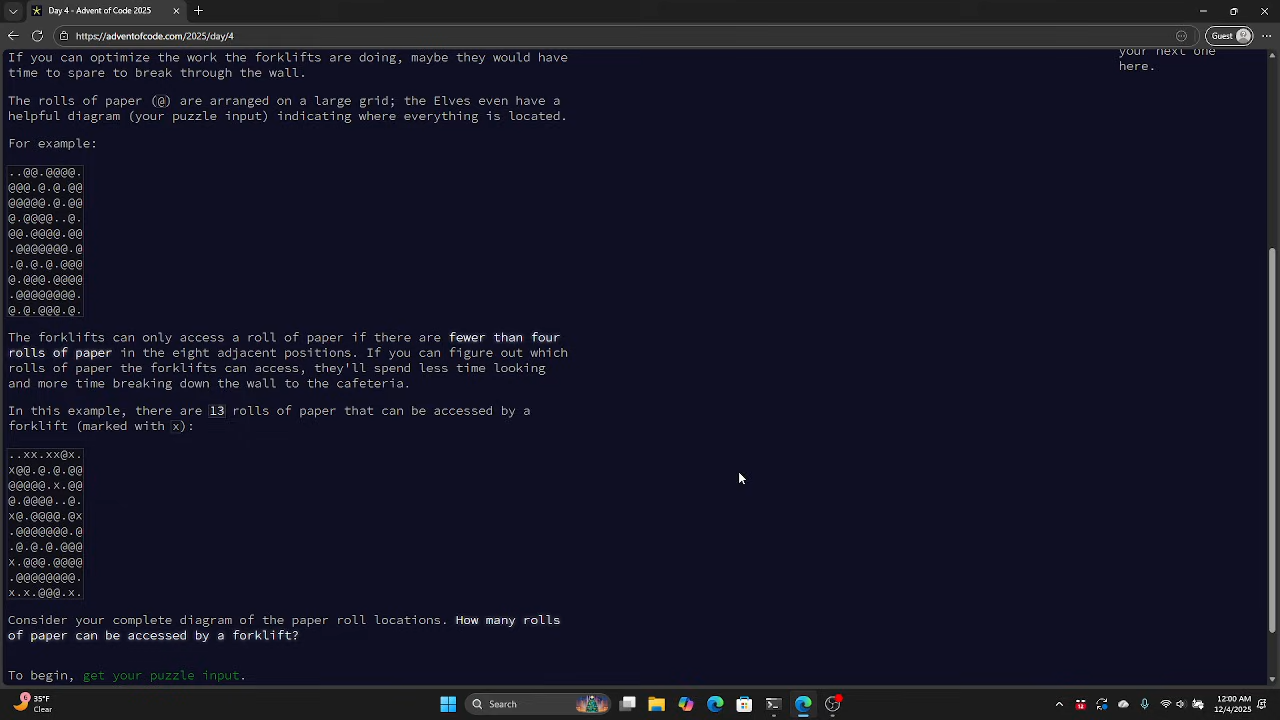 Day 4 - Advent of Code 2025
https://adventofcode.com/2025/day/4
Guest
If you can optimize the work the forklifts are doing, maybe they would have
time to spare to break through the wall.
your next one
here.
The rolls of paper (@) are arranged on a large grid; the Elves even have a
helpful diagram (your puzzle input) indicating where everything is located.
For example:
..@@.@@@@.
@@@.@.@.@@
@@@@@.@.@@
@.@@@@..@.
@@.@@@@.@@
.@@@@@@@.@
.@.@.@.@@@
@.@@@.@@@@
.@@@@@@@@.
@.@.@@@.@.
The forklifts can only access a roll of paper if there are fewer than four
rolls of paper in the eight adjacent positions. If you can figure out which
rolls of paper the forklifts can access, they'll spend less time looking
and more time breaking down the wall to the cafeteria.
In this example, there are 13 rolls of paper that can be accessed by a
forklift (marked with x):
..xx.xx@x.
x@@.@.@.@@
@@@@@.x.@@
@.@@@@..@.
x@.@@@@.@x
.@@@@@@@.@
.@.@.@.@@@
x.@@@.@@@@
.@@@@@@@@.
x.x.@@@.x.
Consider your complete diagram of the paper roll locations. How many rolls
of paper can be accessed by a forklift?
To begin, get your puzzle input.
6
35°F
Clear
Search
12
12:00 AM
12/4/2025